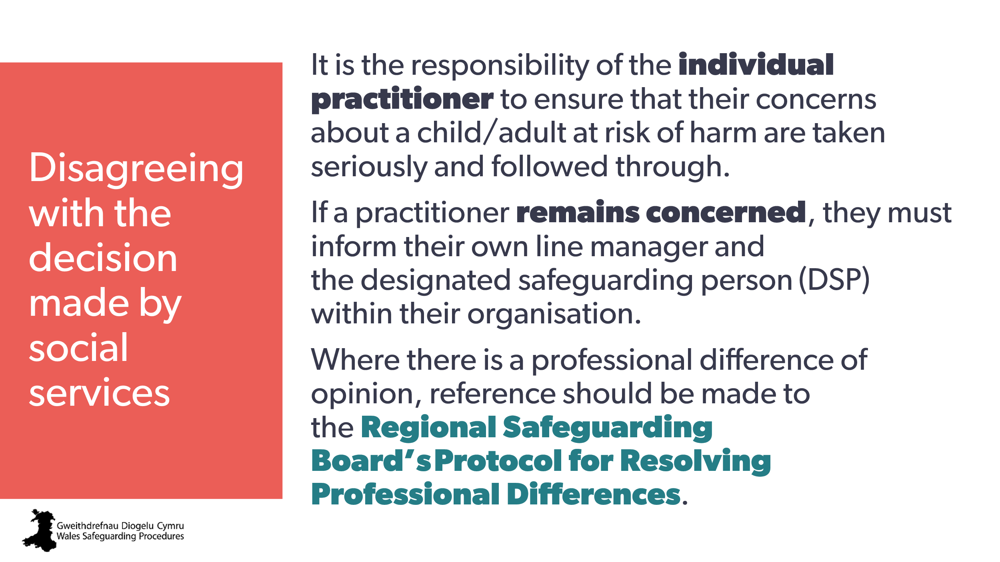 Disagreeing
with the
decision
made by
social
services
It is the responsibility of the individual
practitioner to ensure that their concerns
about a child/adult at risk of harm are taken
seriously and followed through.
If a practitioner remains concerned, they must
inform their own line manager and
the designated safeguarding person (DSP)
within their organisation.
Where there is a professional difference of
opinion, reference should be made to
the Regional Safeguarding
Board‘s Protocol for Resolving
Professional Differences.
Gweithdrefnau Diogelu Cymru
Wales Safeguarding Procedures